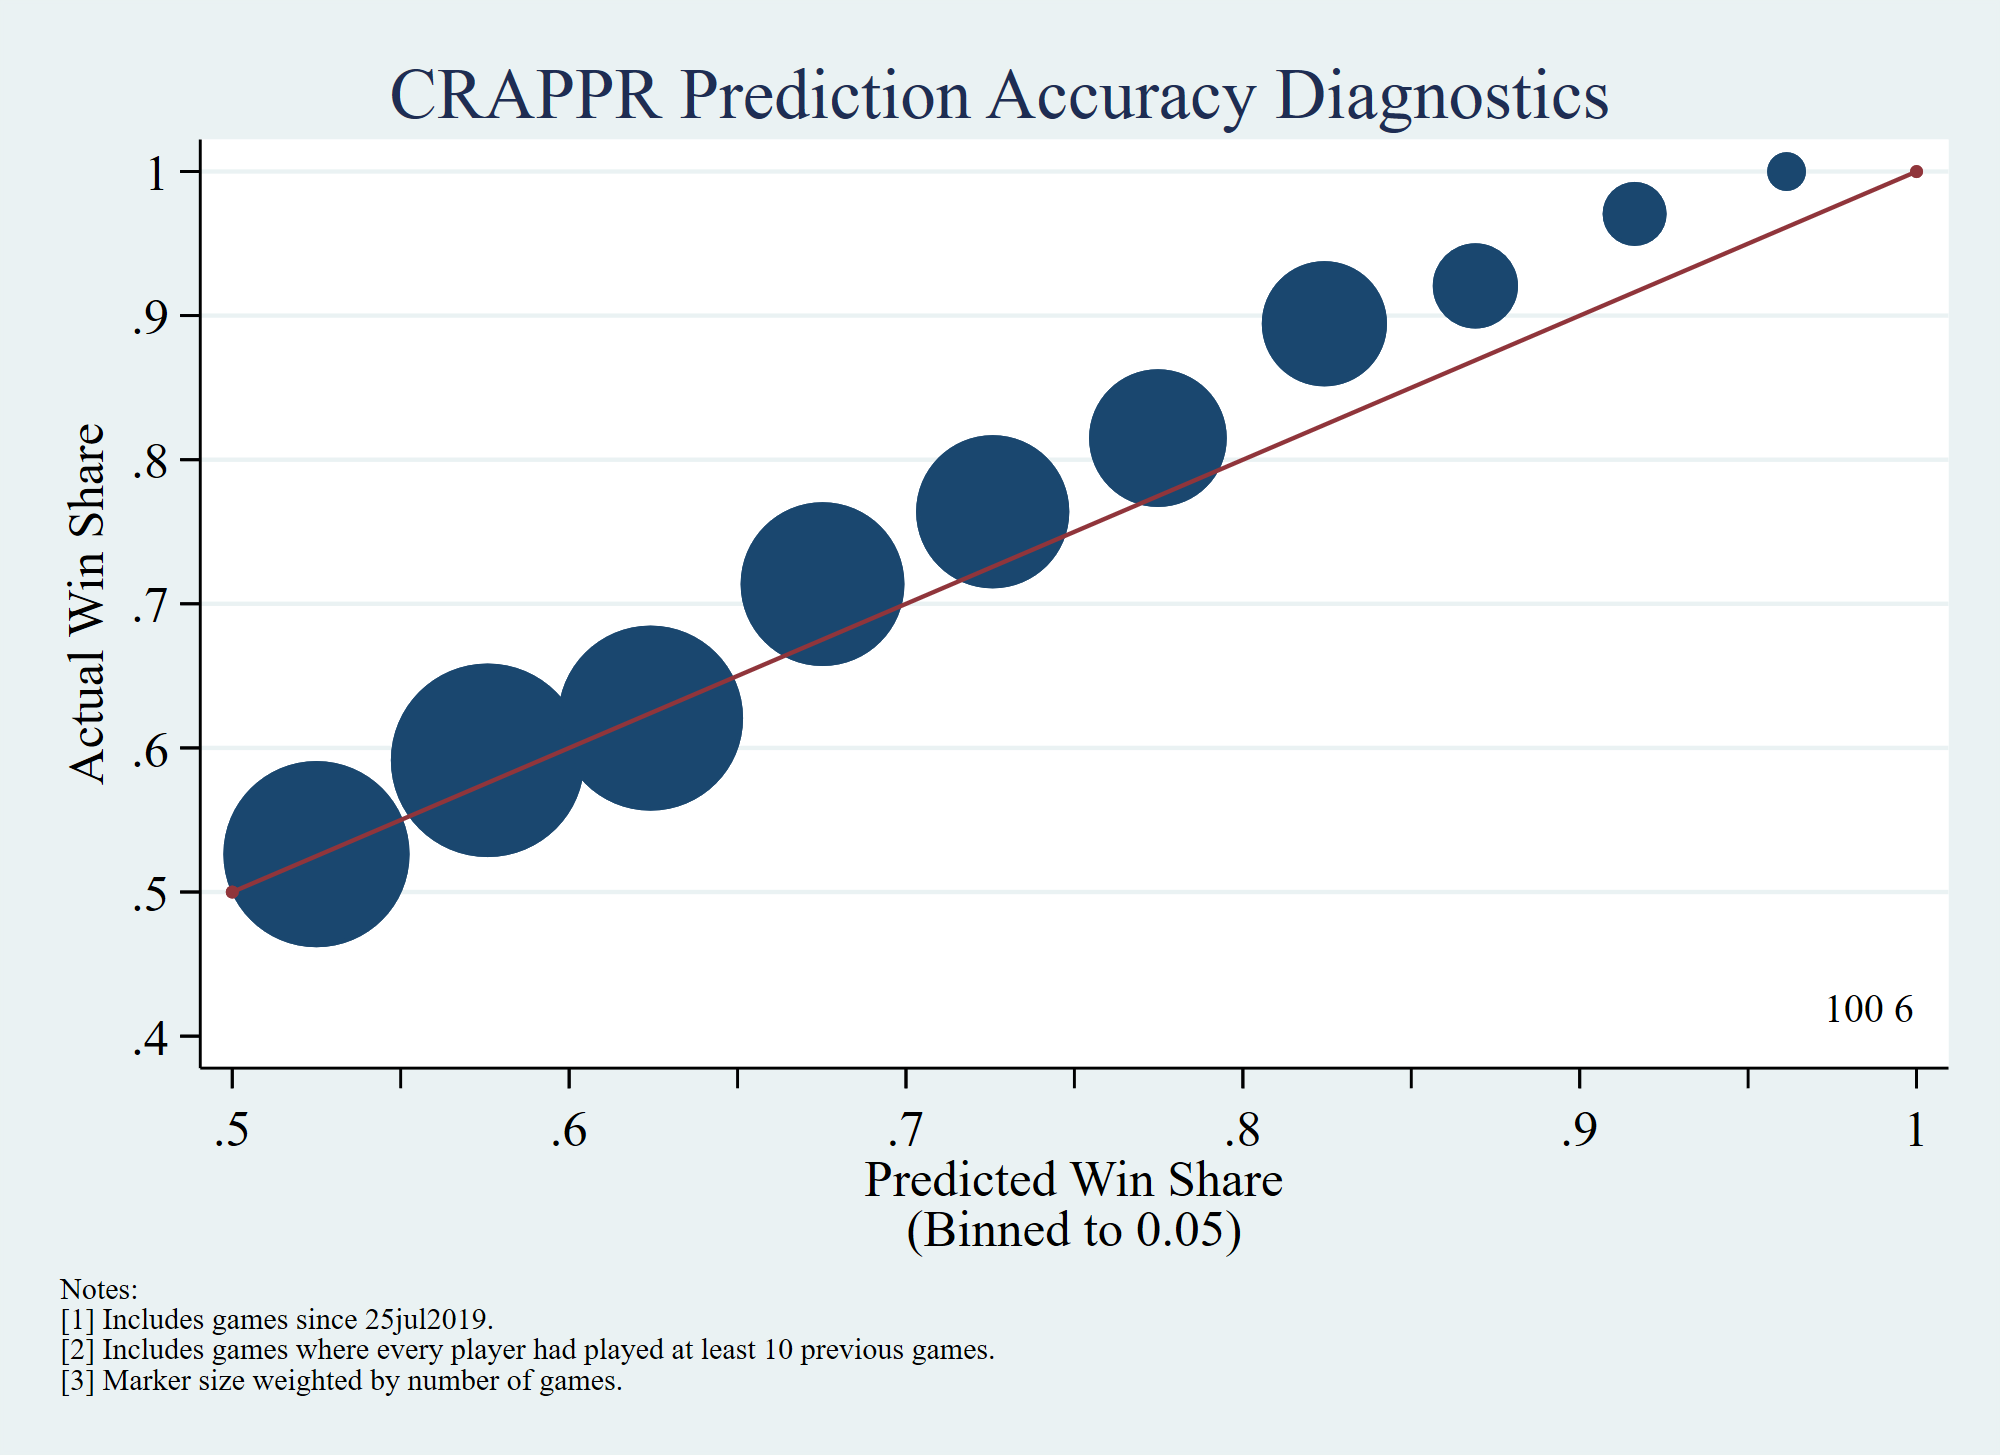 CRAPPR Prediction Accuracy Diagnostics
1
.9
.8
.7
.6
.5
.4
Actual Win Share
100 6
.5 .6 .7 .8 .9 1
Predicted Win Share
(Binned to 0.05)
Notes:
[1] Includes games since 25jul2019.
[2] Includes games where every player had played at least 10 previous games.
[3] Marker size weighted by number of games.